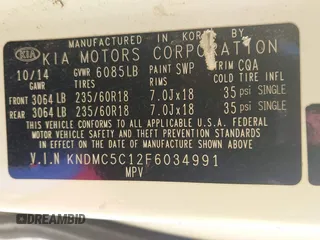 MANUFACTURED IN KOREA BY
KIA KIA MOTORS CORPORATION
10/14 GVWR 6085LB PAINT SWP TRIM CQA
GAWR TIRES RIMS COLD TIRE INFL
FRONT 3064 LB 235/60R18 7.0Jx18 35 psi SINGLE
REAR 3064 LB 235/60R18 7.0Jx18 35 psi SINGLE
THIS VEHICLE CONFORMS TO ALL APPLICABLE U.S.A. FEDERAL
MOTOR VEHICLE SAFETY, BUMPER, AND THEFT PREVENTION
STANDARDS IN EFFECT ON THE DATE OF MANUFACTURE SHOWN ABOVE.
V.I.N KNDMC5C12F6034991
MPV
DREAMBID